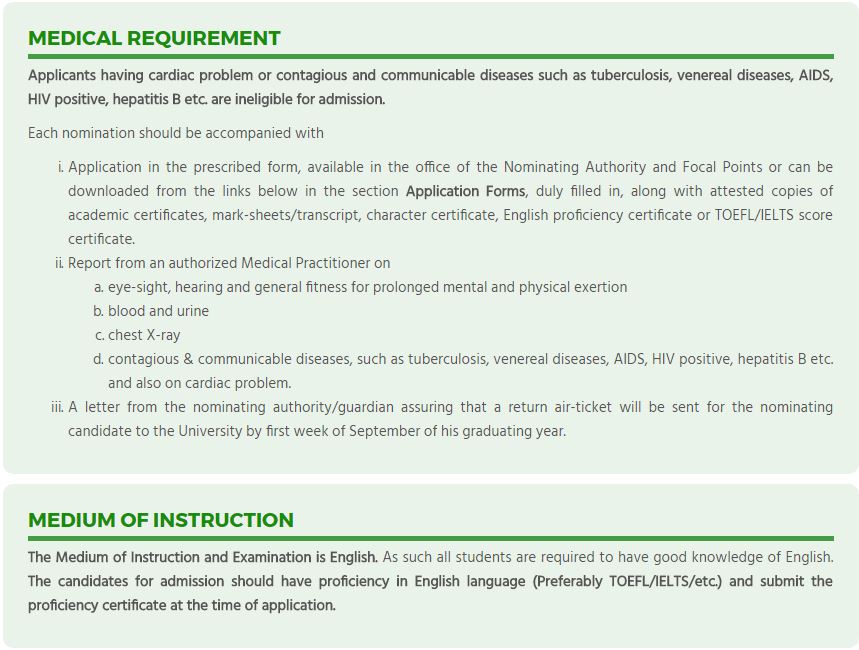 MEDICAL REQUIREMENT
Applicants having cardiac problem or contagious and communicable diseases such as tuberculosis, venereal diseases, AIDS,
HIV positive, hepatitis B etc. are ineligible for admission.
Each nomination should be accompanied with
i. Application in the prescribed form, available in the office of the Nominating Authority and Focal Points or can be
downloaded from the links below in the section Application Forms, duly filled in, along with attested copies of
academic certificates, mark-sheets/transcript, character certificate, English proficiency certificate or TOEFL/IELTS score
certificate.
ii. Report from an authorized Medical Practitioner on
a. eye-sight, hearing and general fitness for prolonged mental and physical exertion
b. blood and urine
c. chest X-ray
d. contagious & communicable diseases, such as tuberculosis, venereal diseases, AIDS, HIV positive, hepatitis B etc.
and also on cardiac problem.
iii. A letter from the nominating authority/guardian assuring that a return air-ticket will be sent for the nominating
candidate to the University by first week of September of his graduating year.
MEDIUM OF INSTRUCTION
The Medium of Instruction and Examination is English. As such all students are required to have good knowledge of English.
The candidates for admission should have proficiency in English language (Preferably TOEFL/IELTS/etc.) and submit the
proficiency certificate at the time of application.